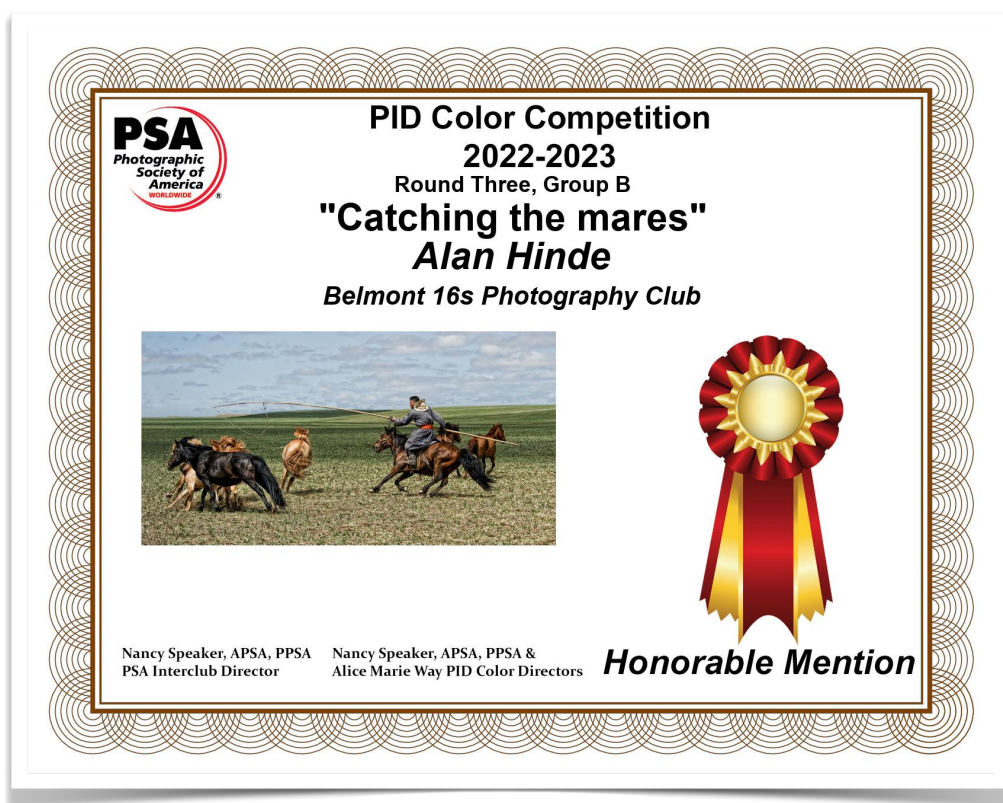 PSA
Photographic
Society of
America
WORLDWIDE
®
PID Color Competition
2022-2023
Round Three, Group B
"Catching the mares"
Alan Hinde
Belmont 16s Photography Club
Nancy Speaker, APSA, PPSA
PSA Interclub Director
Nancy Speaker, APSA, PPSA &
Alice Marie Way PID Color Directors
Honorable Mention